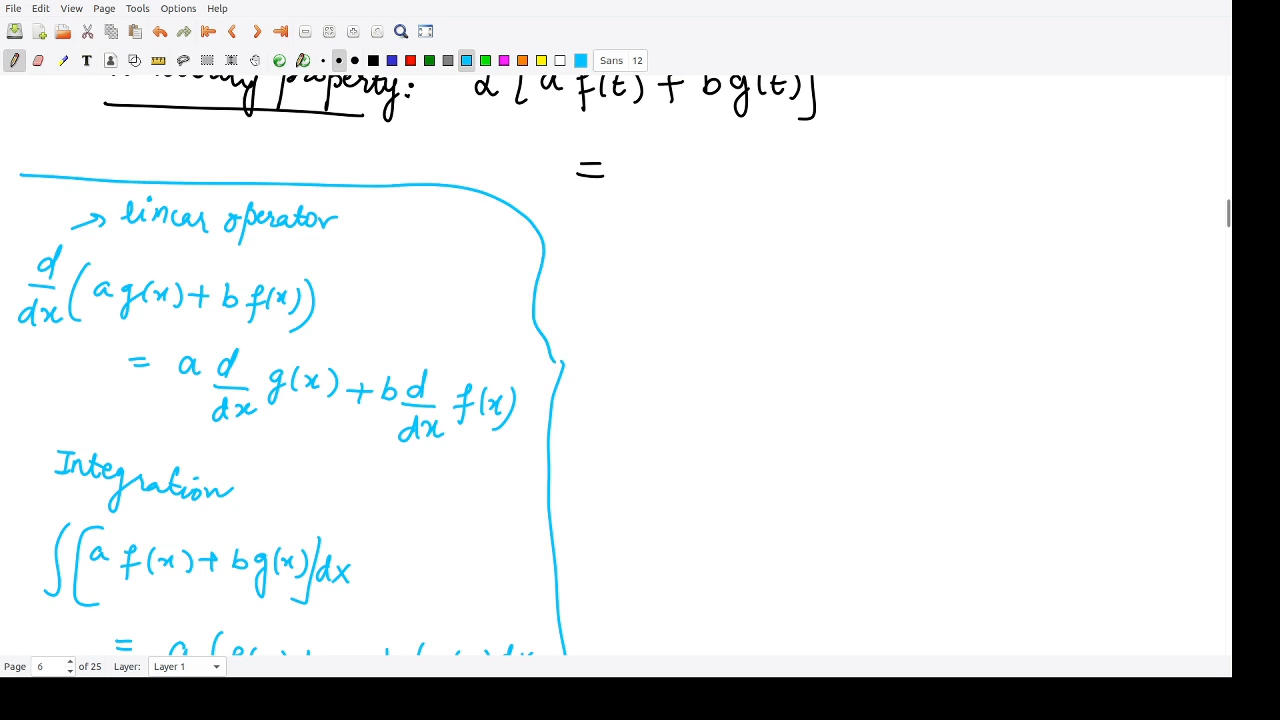 File Edit View Page Tools Options Help
T Sans 12
property: [a f(t) + b g(t)]
=
→ linear operator
d/dx (a g(x) + b f(x))
= a d/dx g(x) + b d/dx f(x)
Integration
∫[a f(x) + b g(x)]dx
= a
Page 6 of 25 Layer: Layer 1